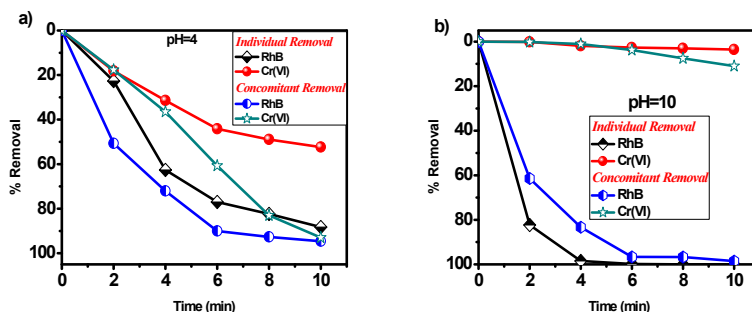 a)
pH=4
Individual Removal
RhB
Cr(VI)
Concomitant Removal
RhB
Cr(VI)
% Removal
0
20
40
60
80
100
0
2
4
6
8
10
Time (min)
b)
pH=10
Individual Removal
RhB
Cr(VI)
Concomitant Removal
RhB
Cr(VI)
% Removal
0
20
40
60
80
100
0
2
4
6
8
10
Time (min)